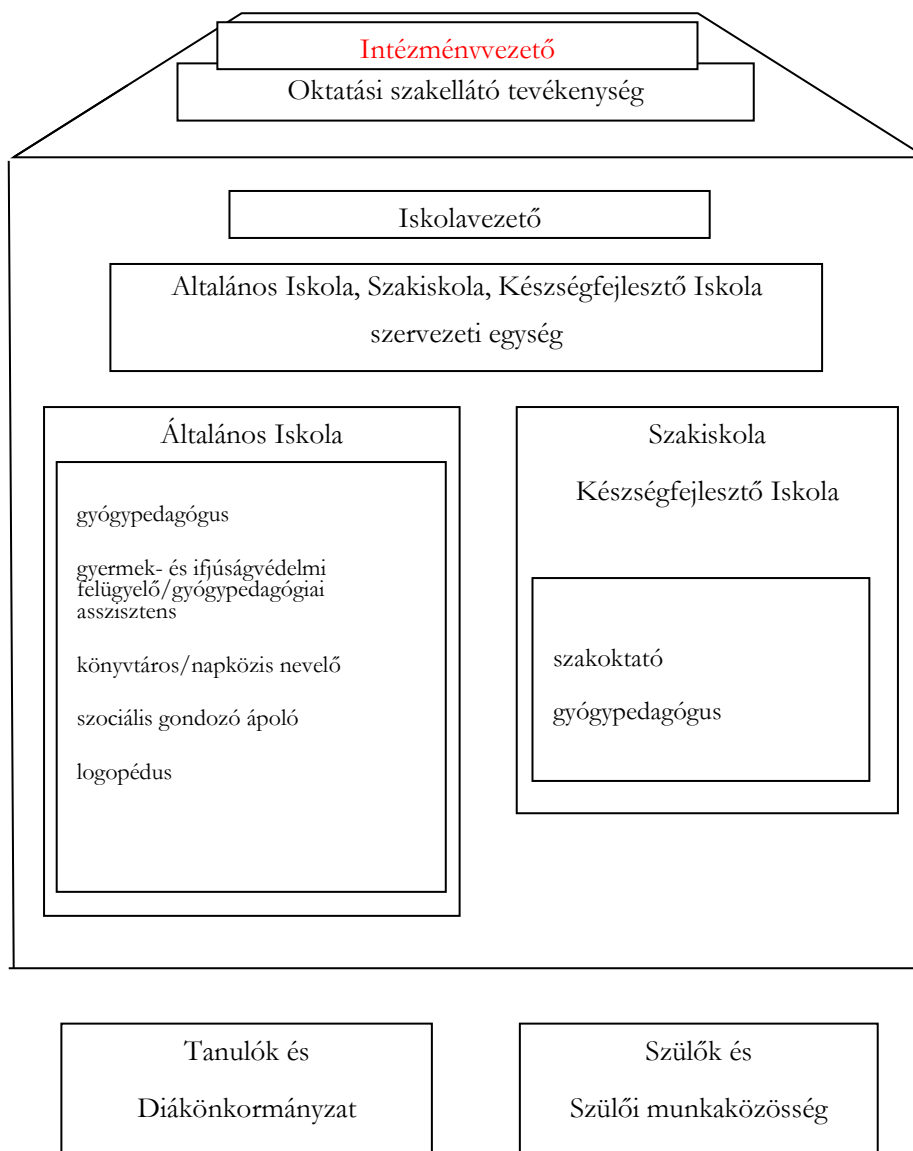 Intézményvezető
Oktatási szakellátó tevékenység
Iskolavezető
Altalános Iskola, Szakiskola, Készségfejlesztő Iskola
szervezeti egység
Általános Iskola
gyógypedagógus
gyermek- és ifjúságvédelmi
felügyelő/gyógypedagógiai
asszisztens
könyvtáros/napközis nevelő
szociális gondozó ápoló
logopédus
Szakiskola
Készségfejlesztő Iskola
szakoktató
gyógypedagógus
Tanulók és
Diákönkormányzat
Szülők és
Szülői munkaközösség